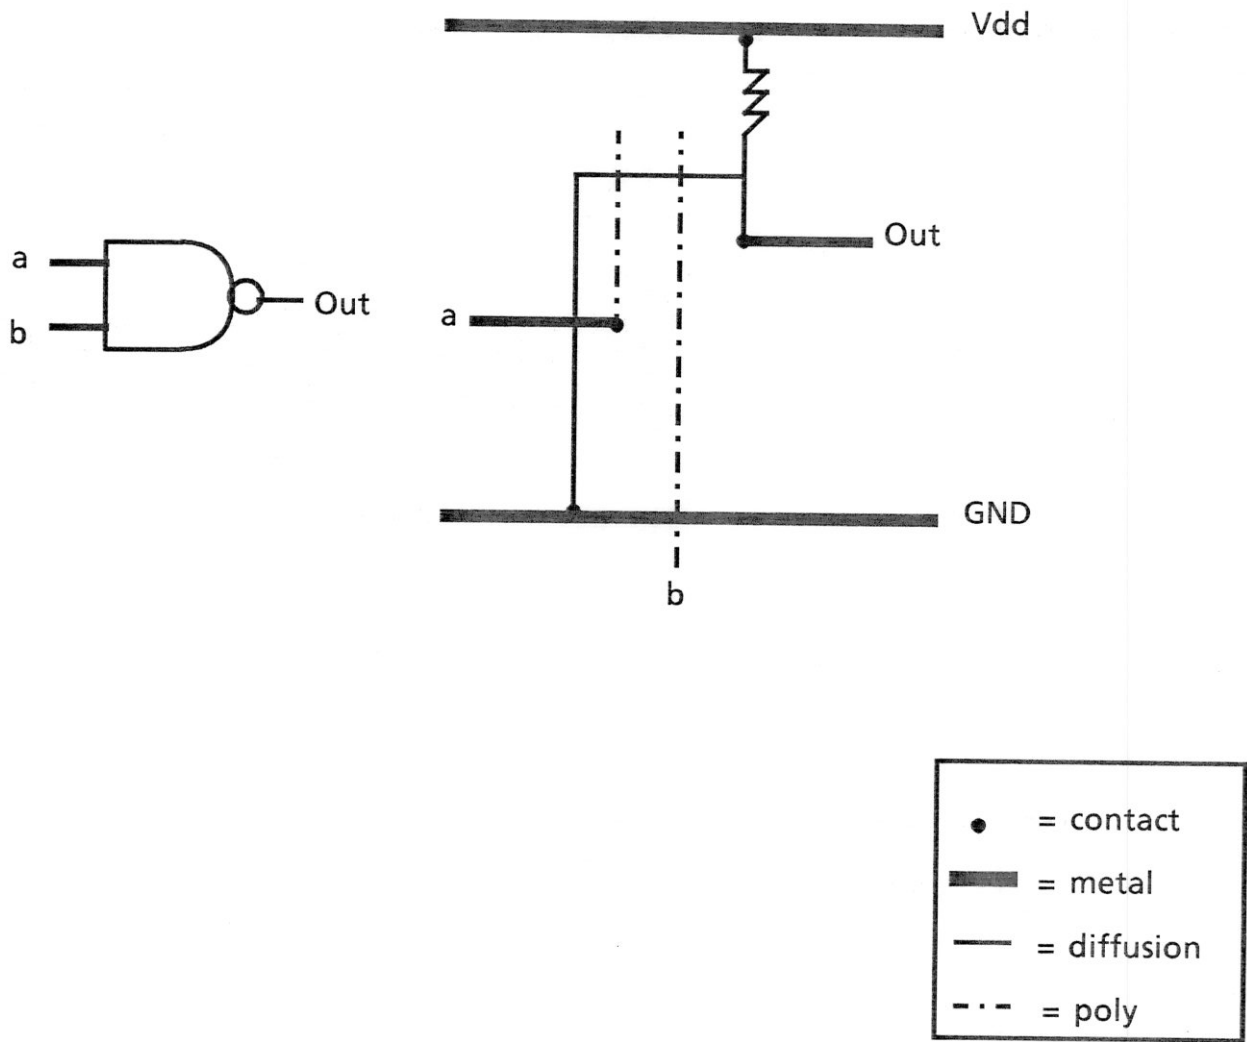 Vdd
Out
a
b
Out
a
GND
b
= contact
= metal
= diffusion
= poly